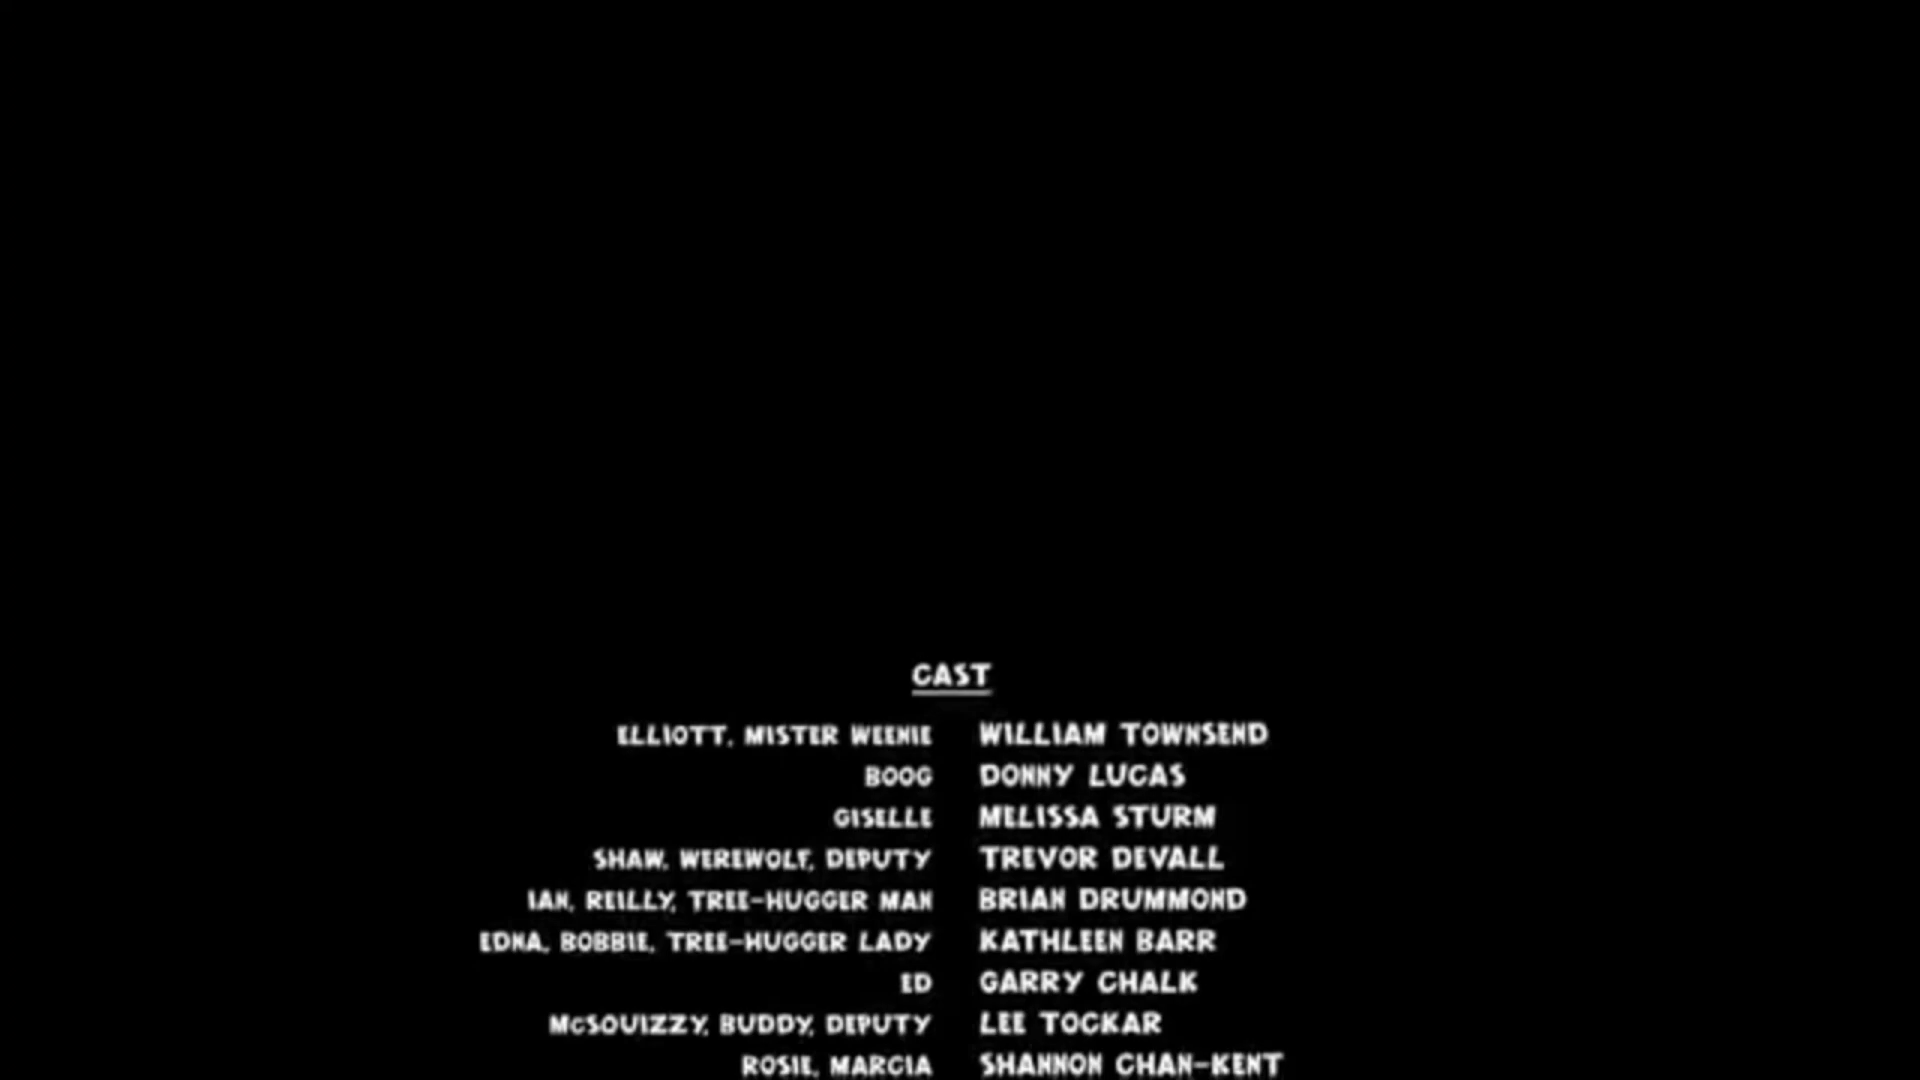 CAST
ELLIOTT, MISTER WEENIE WILLIAM TOWNSEND
BOOG DONNY LUCAS
GISELLE MELISSA STURM
SHAW, WEREWOLF, DEPUTY TREVOR DEVALL
IAN, REILLY, TREE-HUGGER MAN BRIAN DRUMMOND
EDNA, BOBBIE, TREE-HUGGER LADY KATHLEEN BARR
ED GARRY CHALK
McSQUIZZY, BUDDY, DEPUTY LEE TOCKAR
ROSIE, MARCIA SHANNON CHAN-KENT